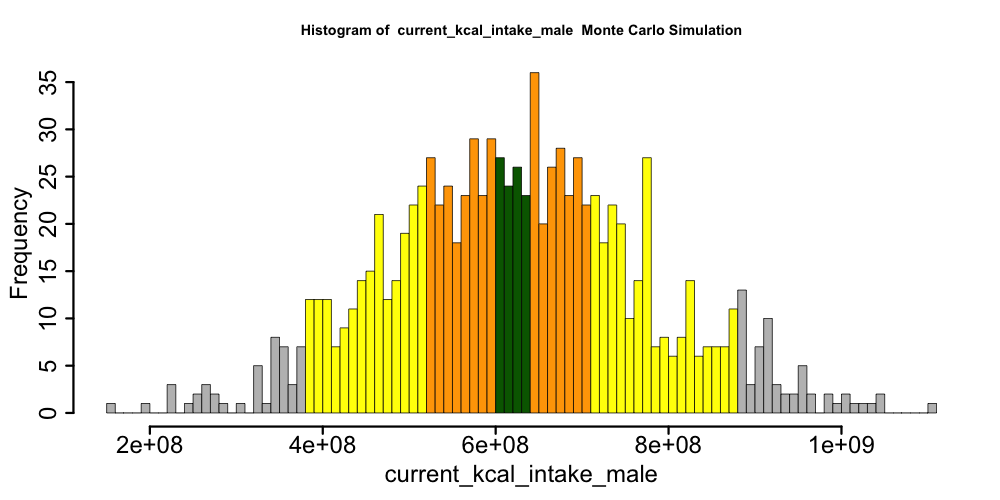 Histogram of  current_kcal_intake_male  Monte Carlo Simulation
Frequency
35
30
25
20
15
10
5
0
2e+08 4e+08 6e+08 8e+08 1e+09
current_kcal_intake_male